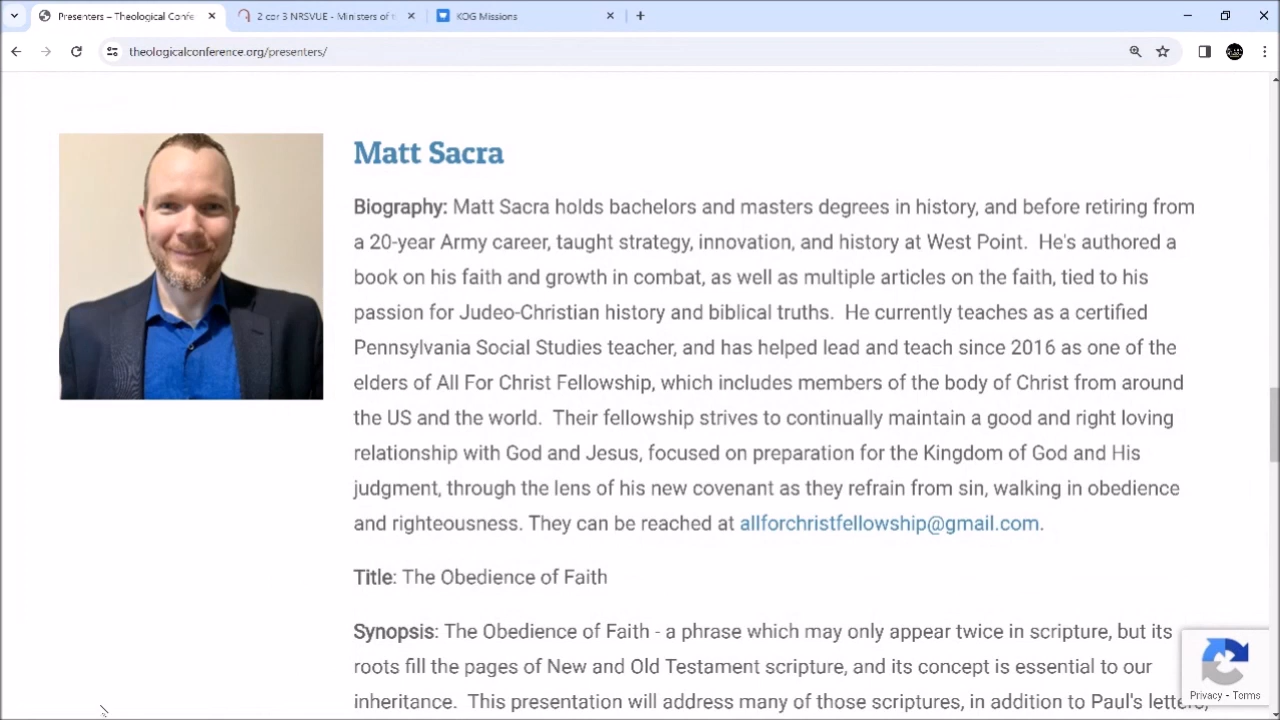 Presenters – Theological Confe
2 cor 3 NRSVUE - Ministers of t
KOG Missions
theologicalconference.org/presenters/
Matt Sacra
Biography: Matt Sacra holds bachelors and masters degrees in history, and before retiring from
a 20-year Army career, taught strategy, innovation, and history at West Point.  He's authored a
book on his faith and growth in combat, as well as multiple articles on the faith, tied to his
passion for Judeo-Christian history and biblical truths.  He currently teaches as a certified
Pennsylvania Social Studies teacher, and has helped lead and teach since 2016 as one of the
elders of All For Christ Fellowship, which includes members of the body of Christ from around
the US and the world.  Their fellowship strives to continually maintain a good and right loving
relationship with God and Jesus, focused on preparation for the Kingdom of God and His
judgment, through the lens of his new covenant as they refrain from sin, walking in obedience
and righteousness. They can be reached at allforchristfellowship@gmail.com.
Title: The Obedience of Faith
Synopsis: The Obedience of Faith - a phrase which may only appear twice in scripture, but its
roots fill the pages of New and Old Testament scripture, and its concept is essential to our
inheritance.  This presentation will address many of those scriptures, in addition to Paul's letters,
Privacy - Terms